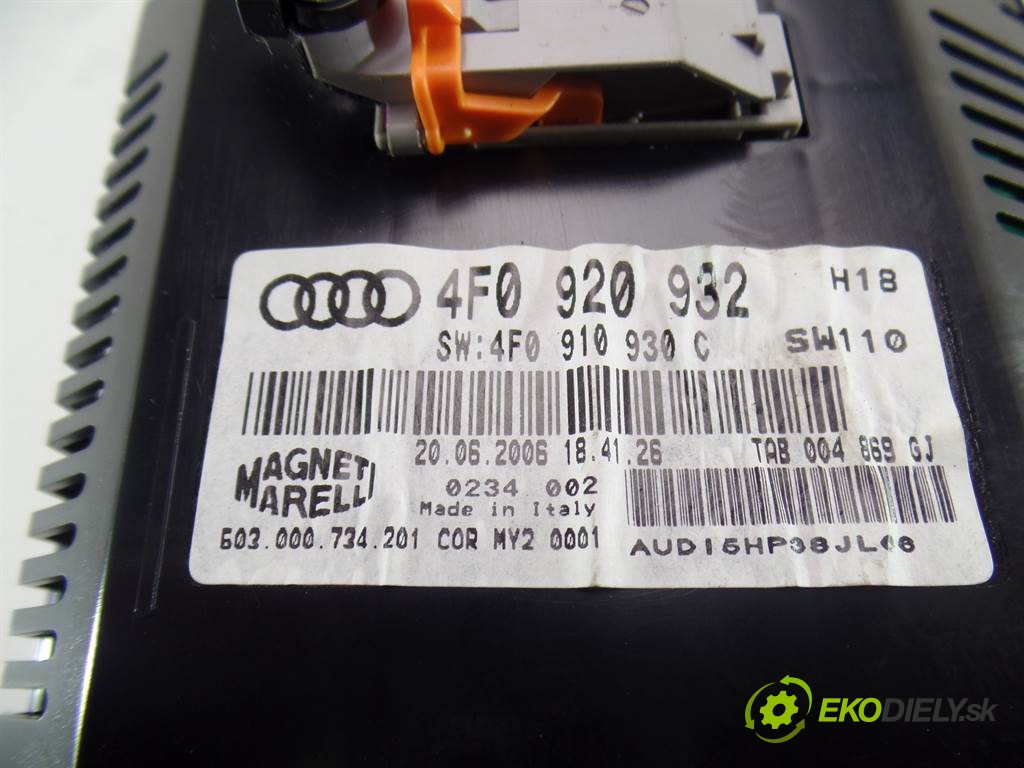 4F0 920 932 H18
SW:4F0 910 930 C SW110
20.06.2006 18.41.26 TAB 004 869 GJ
MAGNETI
MARELLI
0234 002
Made in Italy
503.000.734.201 COR MY2 0001
EKODIELY.sk